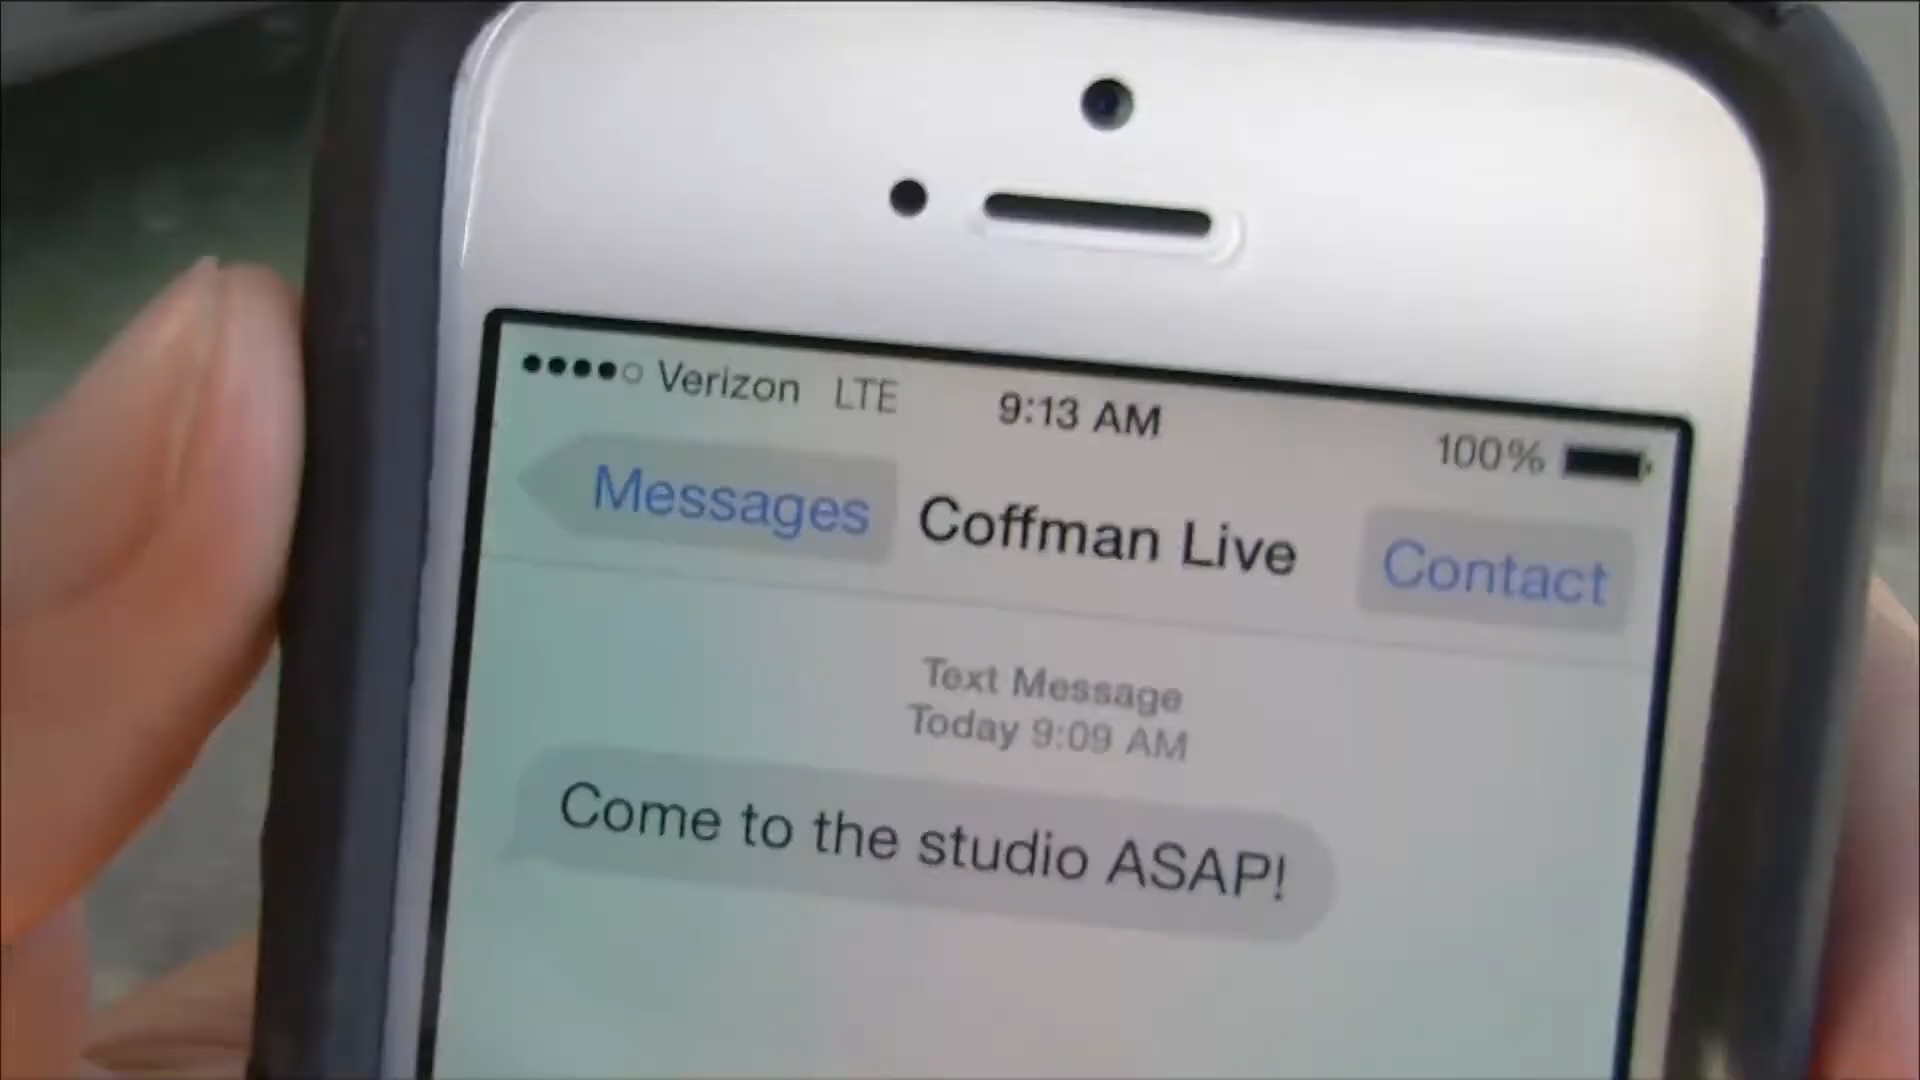 Verizon LTE 9:13 AM 100%
Messages Coffman Live Contact
Text Message
Today 9:09 AM
Come to the studio ASAP!